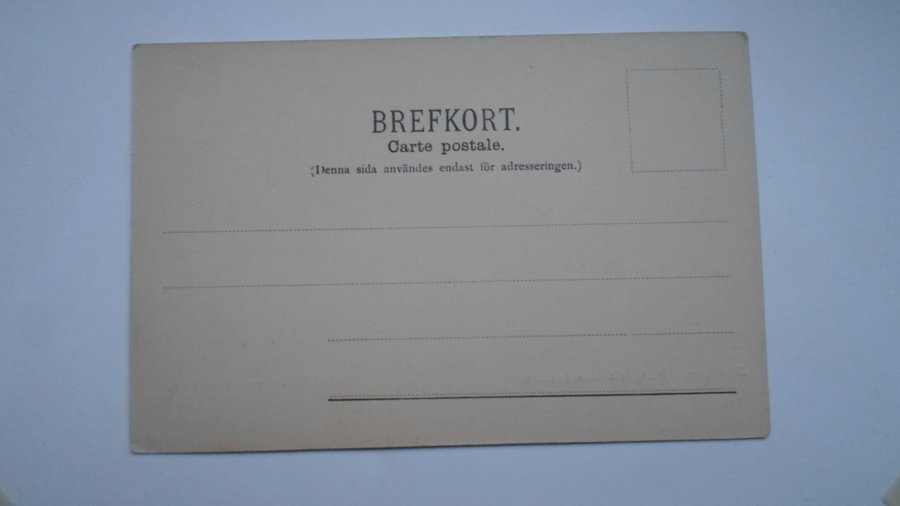 BREFKORT.
Carte postale.
(Denna sida användes endast för adresseringen.)